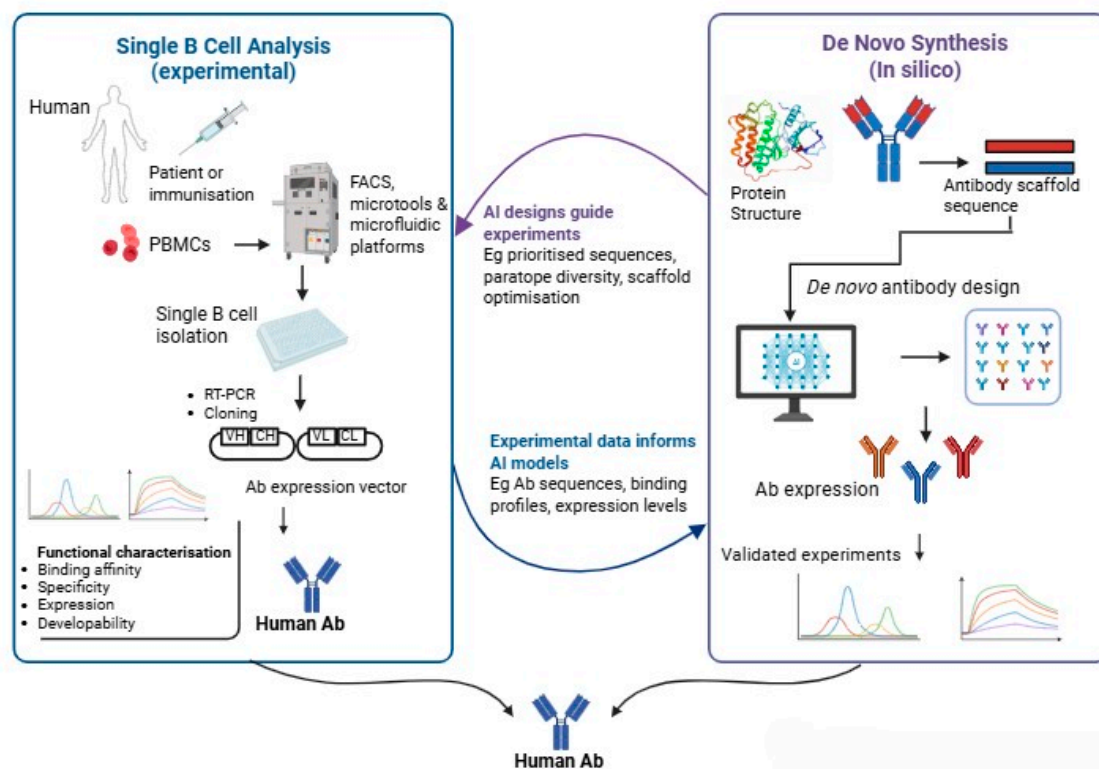 Single B Cell Analysis
(experimental)
Human
Patient or
immunisation
FACS,
microtools &
microfluidic
platforms
PBMCs
Single B cell
isolation
• RT-PCR
• Cloning
VH CH VL CL
Ab expression vector
Functional characterisation
• Binding affinity
• Specificity
• Expression
• Developability
Human Ab
AI designs guide
experiments
Eg prioritised sequences,
paratope diversity, scaffold
optimisation
Experimental data informs
AI models
Eg Ab sequences, binding
profiles, expression levels
De Novo Synthesis
(In silico)
Protein
Structure
Antibody scaffold
sequence
De novo antibody design
AI
Ab expression
Validated experiments
Human Ab